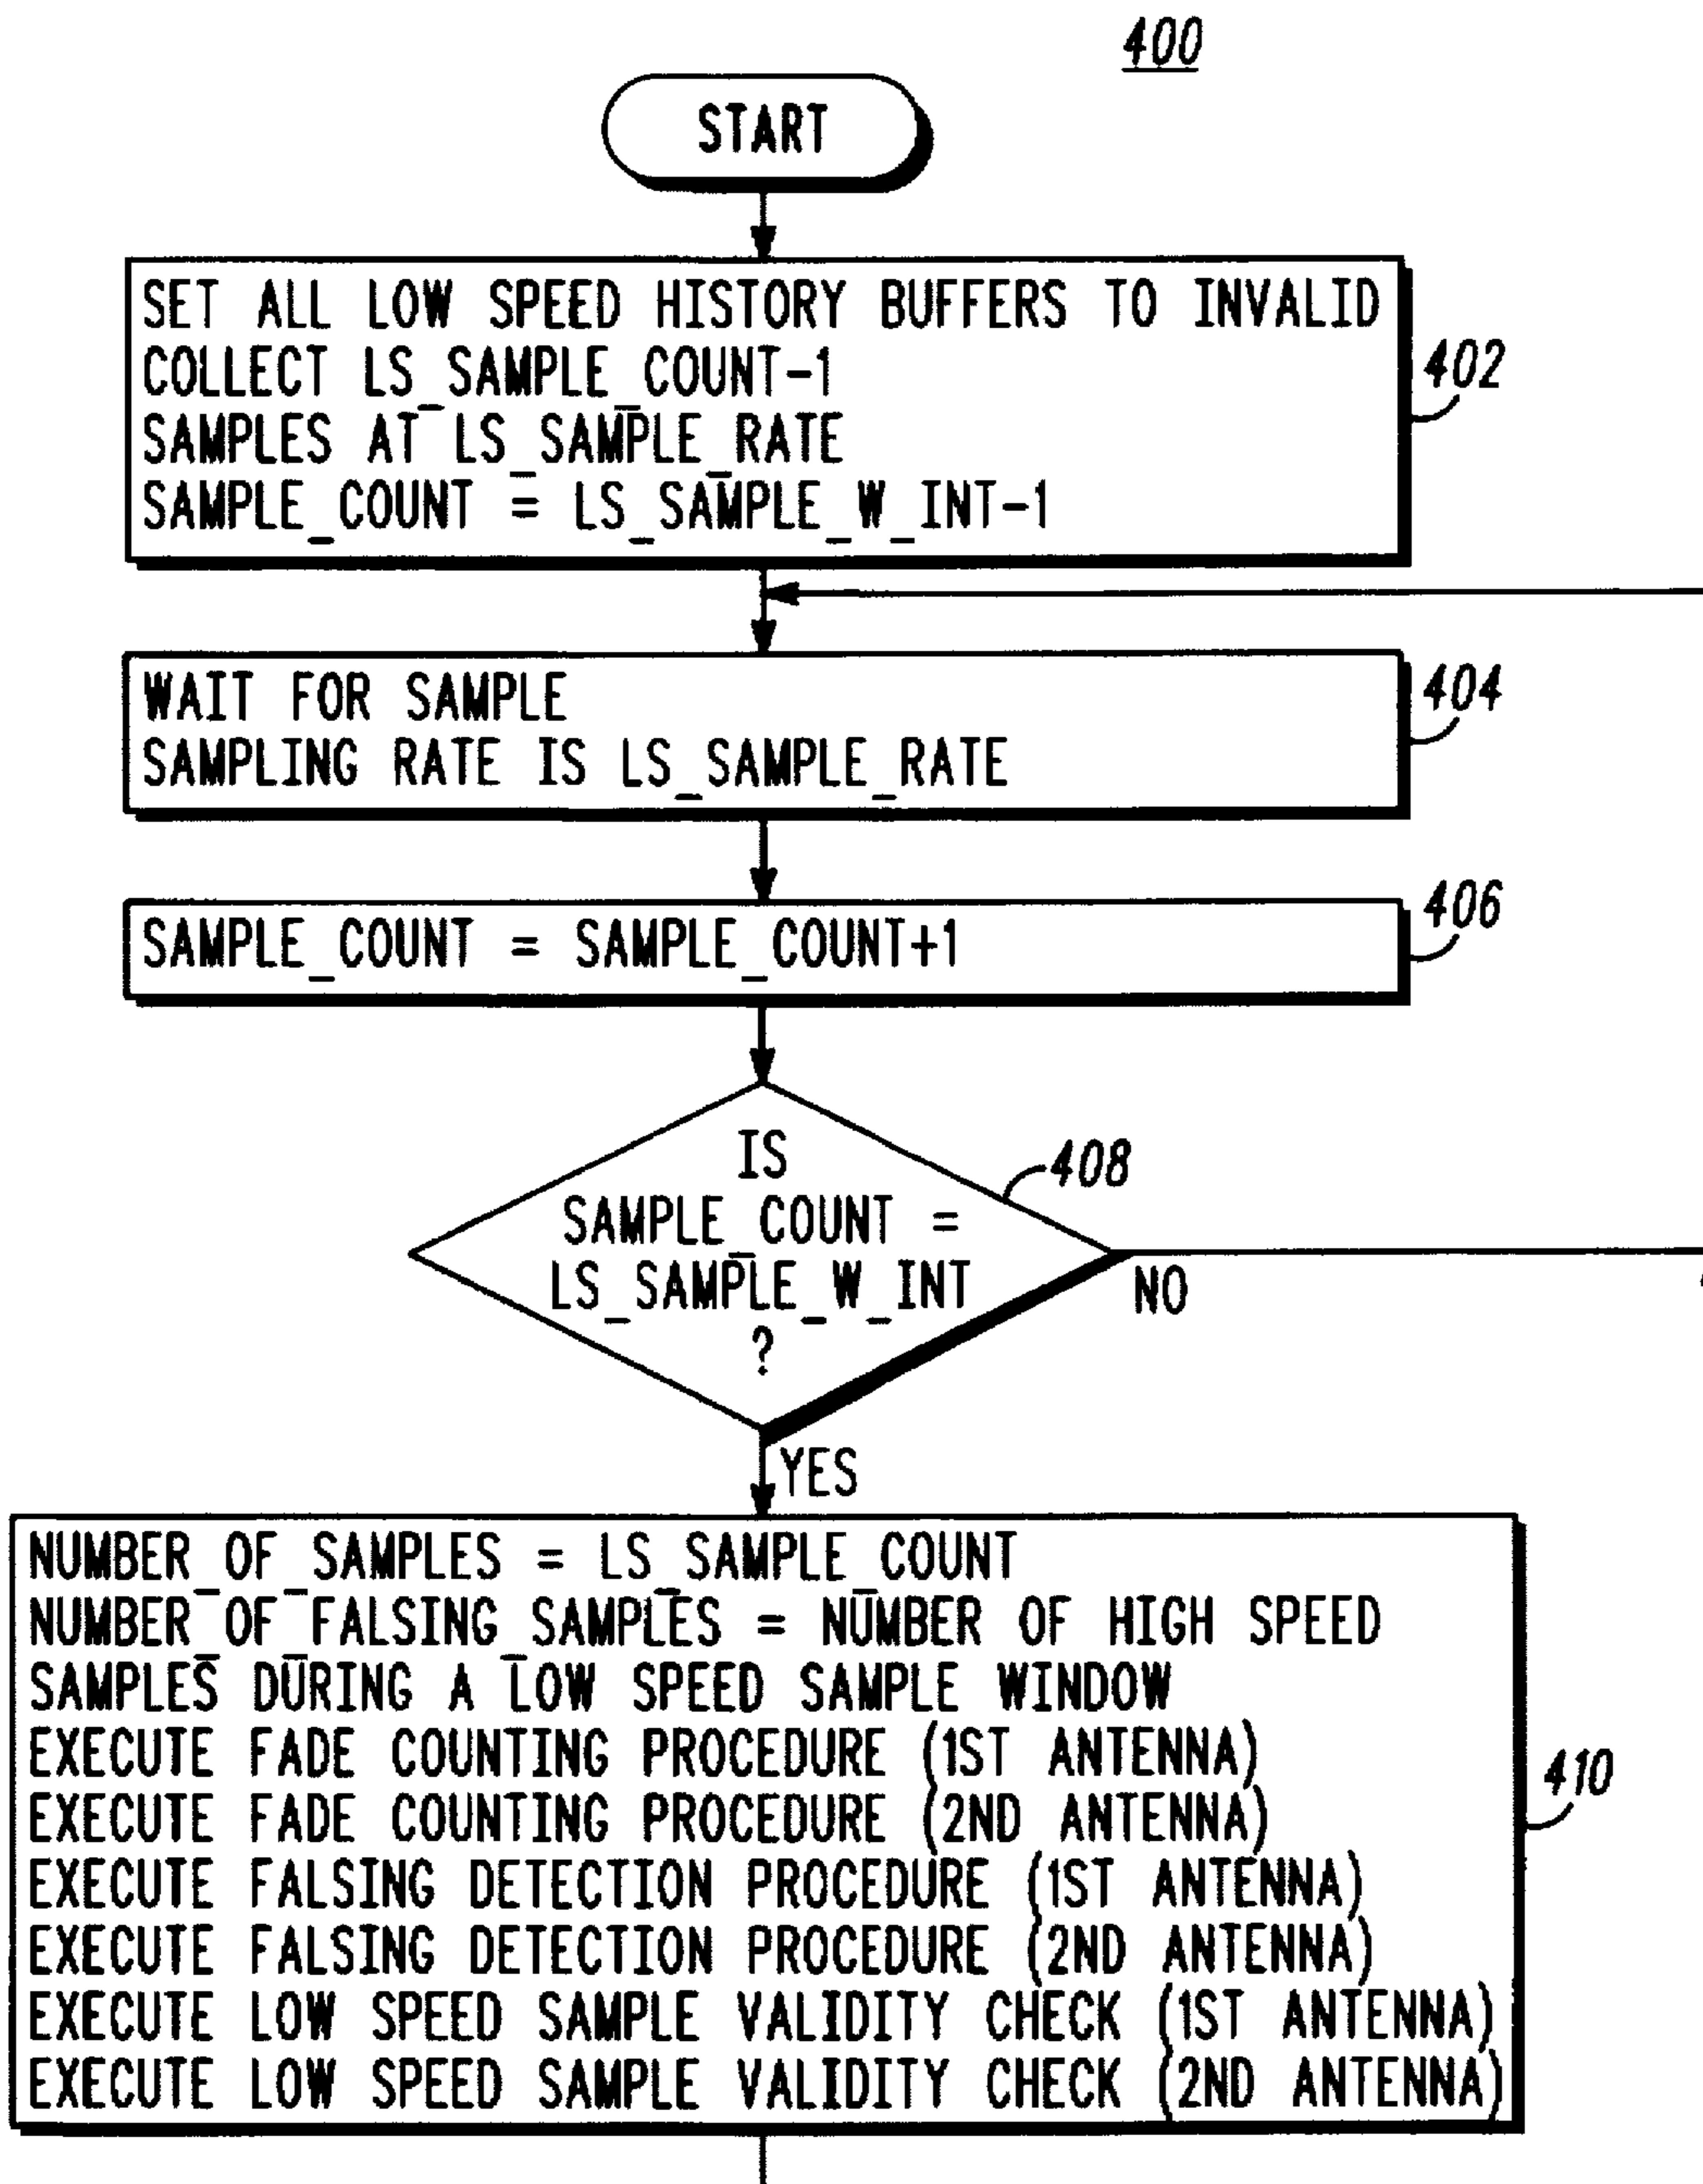 400
START
SET ALL LOW SPEED HISTORY BUFFERS TO INVALID
COLLECT LS_SAMPLE_COUNT-1
SAMPLES AT LS_SAMPLE_RATE
SAMPLE_COUNT = LS_SAMPLE_W_INT-1
402
WAIT FOR SAMPLE
SAMPLING RATE IS LS_SAMPLE_RATE
404
SAMPLE_COUNT = SAMPLE_COUNT+1
406
IS
SAMPLE_COUNT =
LS_SAMPLE_W_INT
?
408
NO
YES
NUMBER_OF_SAMPLES = LS_SAMPLE_COUNT
NUMBER_OF_FALSING_SAMPLES = NUMBER OF HIGH SPEED
SAMPLES DURING A LOW SPEED SAMPLE WINDOW
EXECUTE FADE COUNTING PROCEDURE (1ST ANTENNA)
EXECUTE FADE COUNTING PROCEDURE (2ND ANTENNA)
EXECUTE FALSING DETECTION PROCEDURE (1ST ANTENNA)
EXECUTE FALSING DETECTION PROCEDURE (2ND ANTENNA)
EXECUTE LOW SPEED SAMPLE VALIDITY CHECK (1ST ANTENNA)
EXECUTE LOW SPEED SAMPLE VALIDITY CHECK (2ND ANTENNA)
410